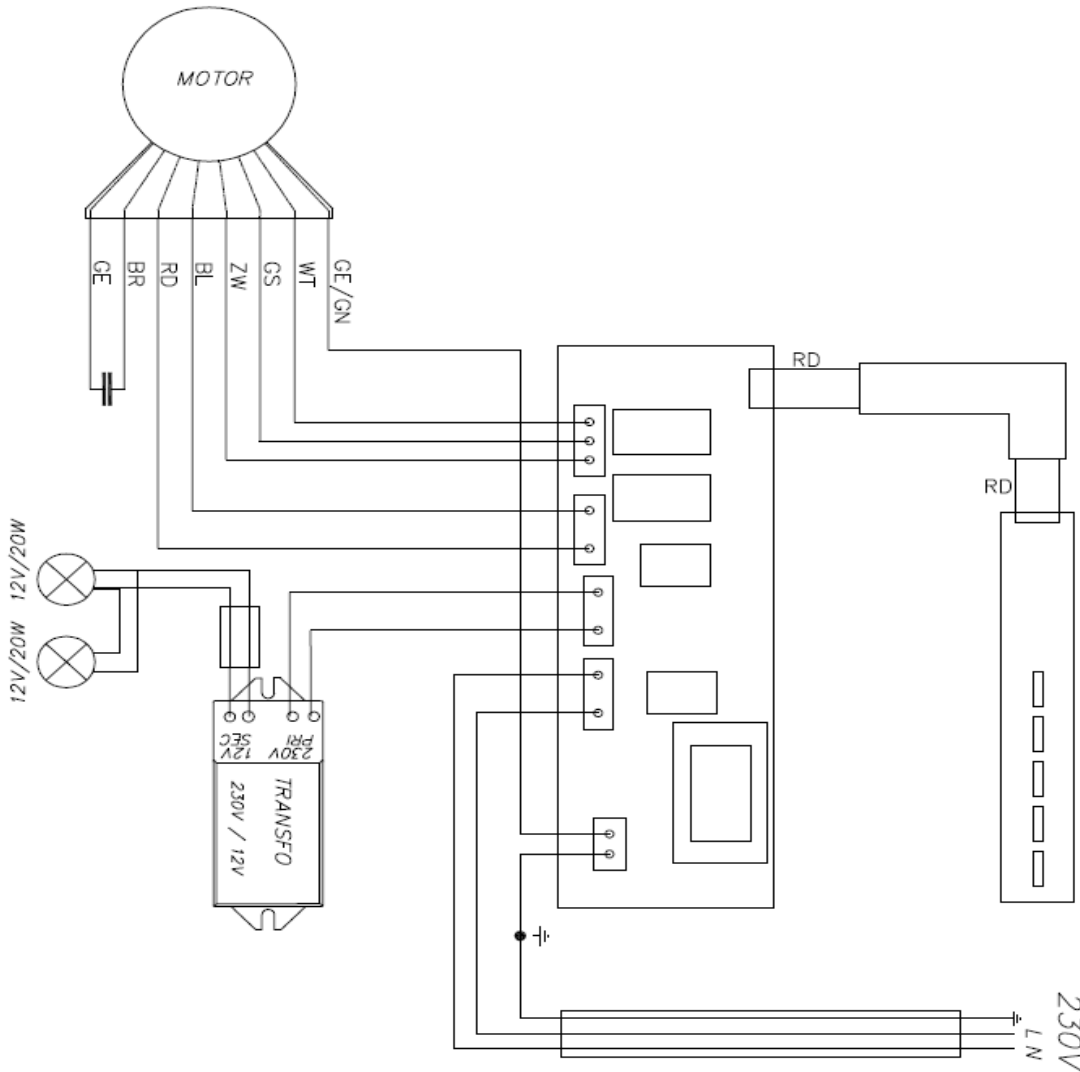 MOTOR
GE
BR
RD
BL
ZW
GS
WT
GE/GN
RD
RD
12V/20W
12V/20W
12V
SEC
230V
PRI
TRANSFO
230V / 12V
230V
L
N